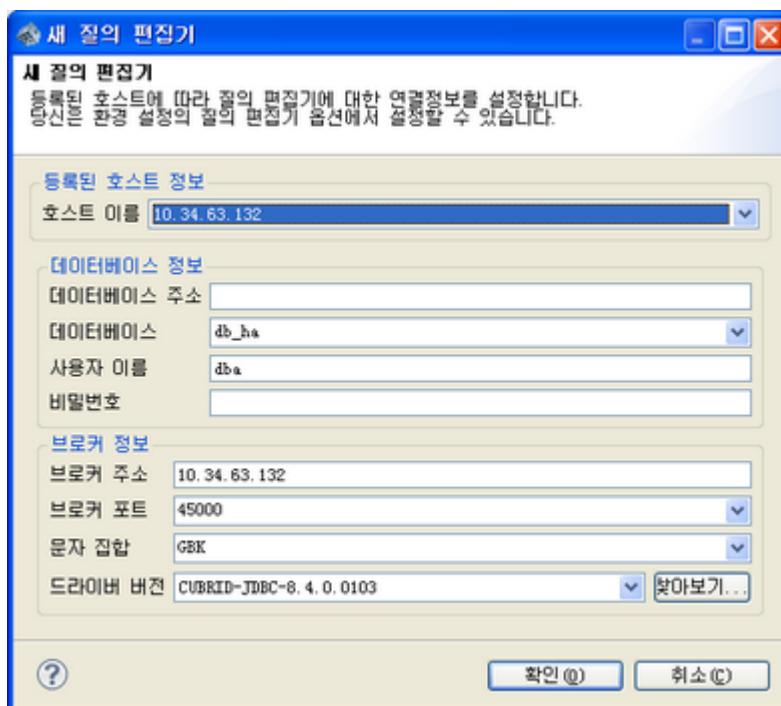 새 질의 편집기
새 질의 편집기
등록된 호스트에 따라 질의 편집기에 대한 연결정보를 설정합니다.
당신은 환경 설정의 질의 편집기 옵션에서 설정할 수 있습니다.
등록된 호스트 정보
호스트 이름 10.34.63.132
데이터베이스 정보
데이터베이스 주소
데이터베이스 db_ha
사용자 이름 dba
비밀번호
브로커 정보
브로커 주소 10.34.63.132
브로커 포트 45000
문자 집합 GBK
드라이버 버전 CUBRID-JDBC-8.4.0.0103 찾아보기...
확인(O) 취소(C)